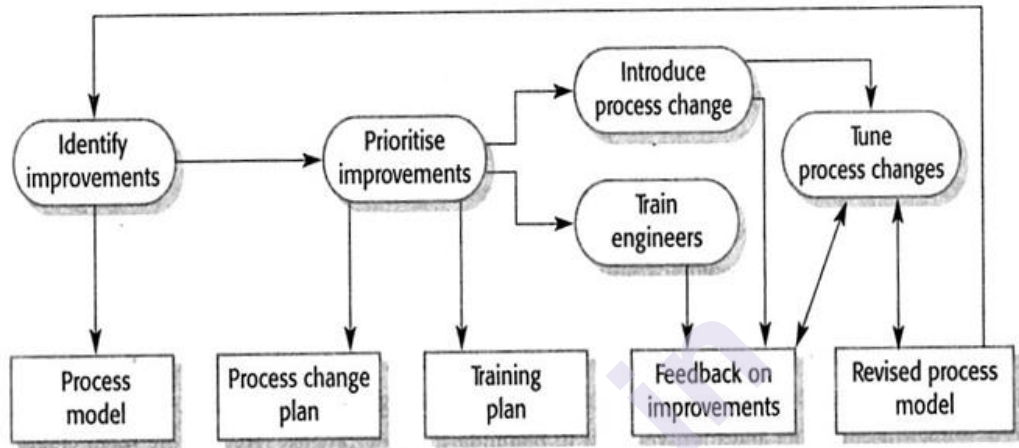 Introduce
process change
Identify
improvements
Prioritise
improvements
Tune
process changes
Train
engineers
Process
model
Process change
plan
Training
plan
Feedback on
improvements
Revised process
model
in